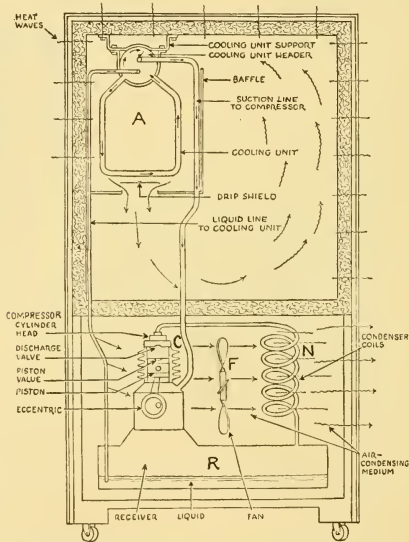 HEAT
WAVES
COOLING UNIT SUPPORT
COOLING UNIT HEADER
BAFFLE
SUCTION LINE
TO COMPRESSOR
A
COOLING UNIT
DRIP SHIELD
LIQUID LINE
TO COOLING UNIT
COMPRESSOR
CYLINDER
HEAD
DISCHARGE
VALVE
PISTON
VALVE
PISTON
ECCENTRIC
C
F
N
CONDENSER
COILS
R
AIR-
CONDENSING
MEDIUM
RECEIVER
LIQUID
FAN